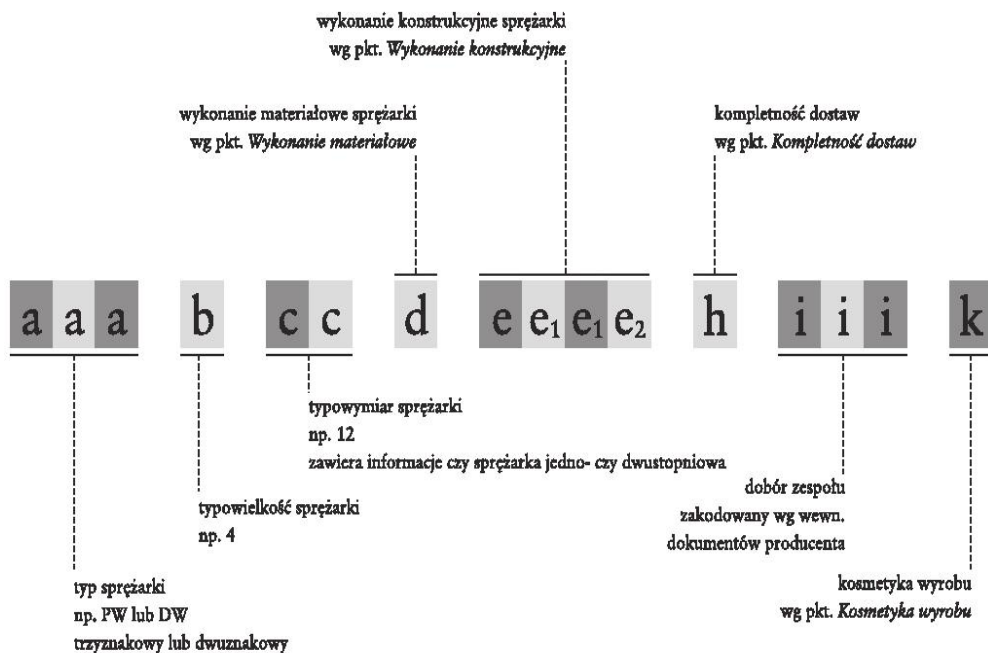 wykonanie konstrukcyjne sprężarki
wg pkt. Wykonanie konstrukcyjne
wykonanie materiałowe sprężarki
wg pkt. Wykonanie materiałowe
kompletność dostaw
wg pkt. Kompletność dostaw
a a a b c c d e e₁ e₁ e₂ h i i i k
typowymiar sprężarki
np. 12
zawiera informacje czy sprężarka jedno- czy dwustopniowa
typowielkość sprężarki
np. 4
typ sprężarki
np. PW lub DW
trzyznakowy lub dwuznakowy
dobór zespołu
zakodowany wg wewn.
dokumentów producenta
kosmetyka wyrobu
wg pkt. Kosmetyka wyrobu